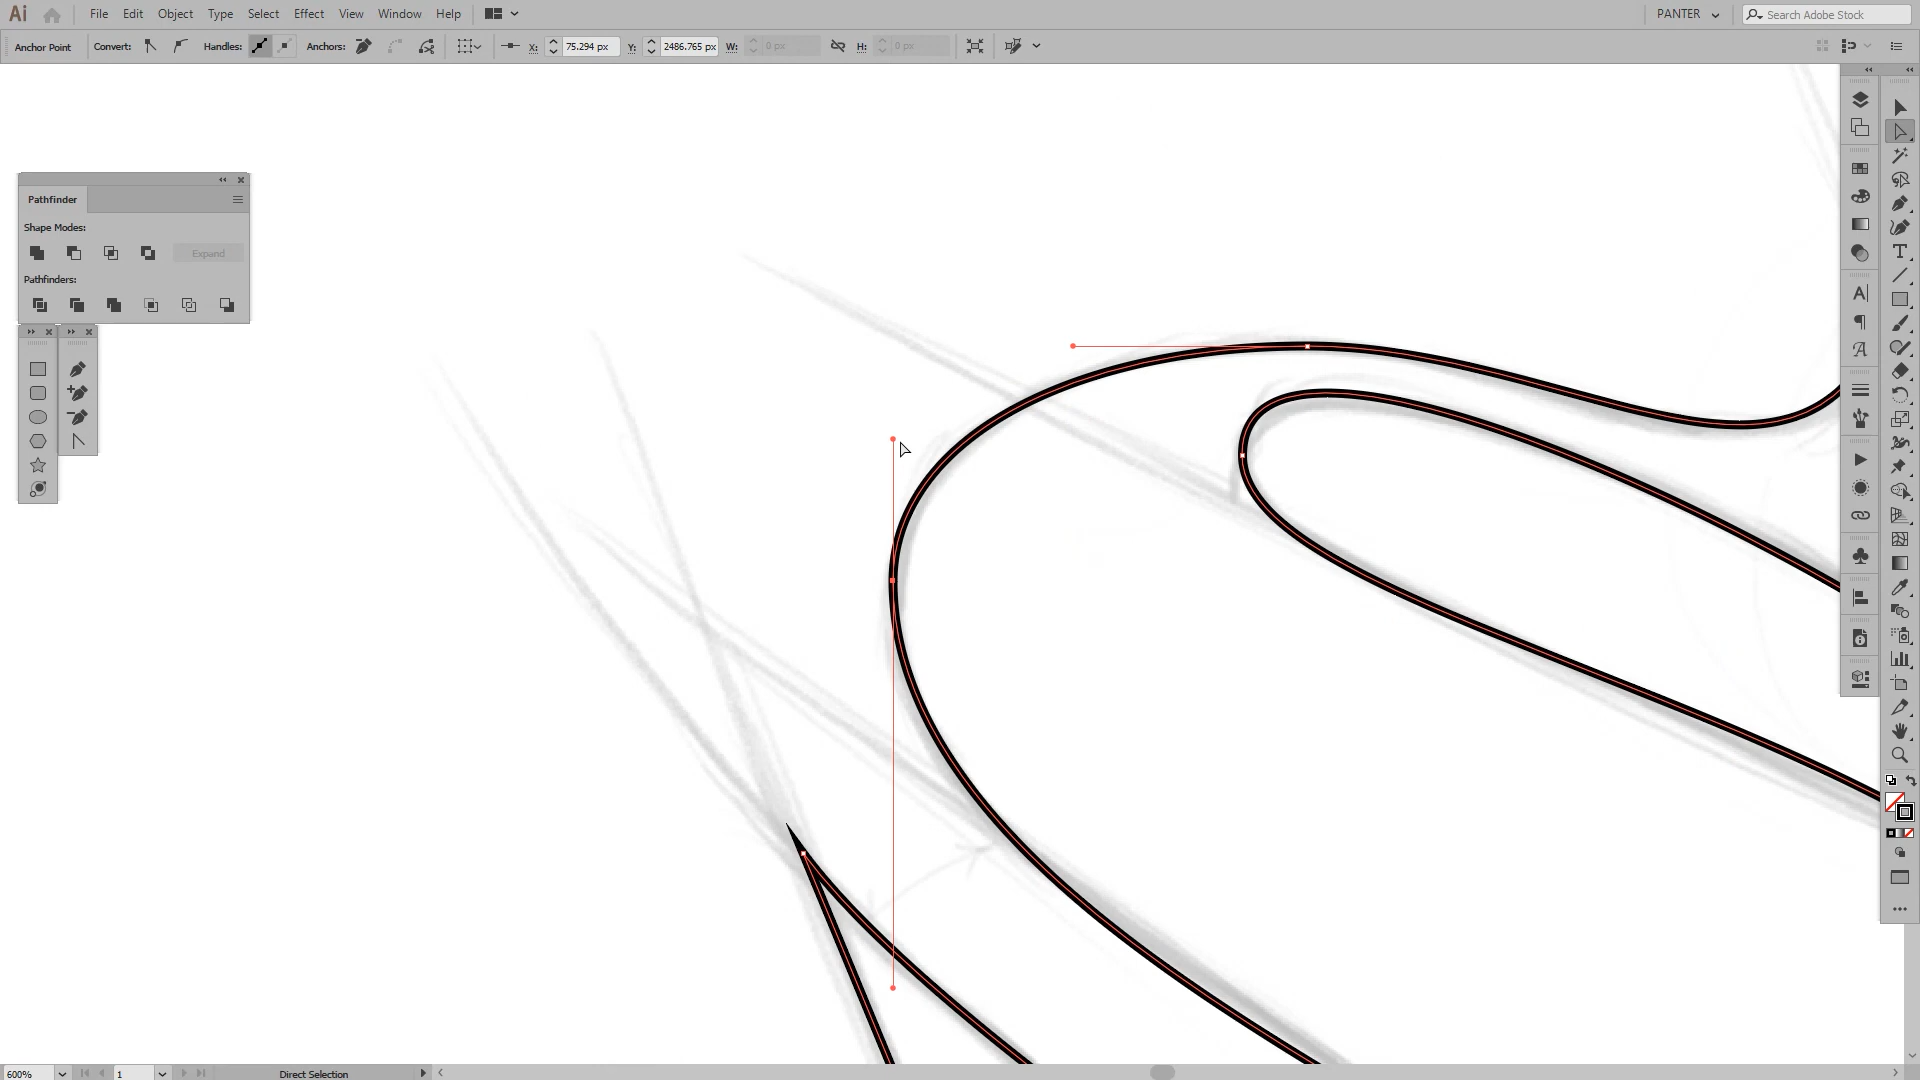 Ai File Edit Object Type Select Effect View Window Help PANTER Search Adobe Stock
Anchor Point Convert: Handles: Anchors: X: 75.294 px Y: 2486.765 px W: 0 px H: 0 px
Pathfinder
Shape Modes:
Expand
Pathfinders:
600% 1 Direct Selection